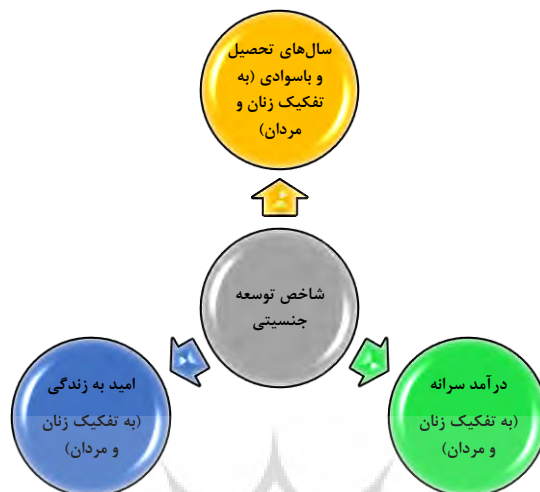 سال‌های تحصیل
و باسوادی (به
تفکیک زنان و
مردان)
شاخص توسعه
جنسیتی
درآمد سرانه
(به تفکیک زنان
و مردان)
امید به زندگی
(به تفکیک زنان
و مردان)